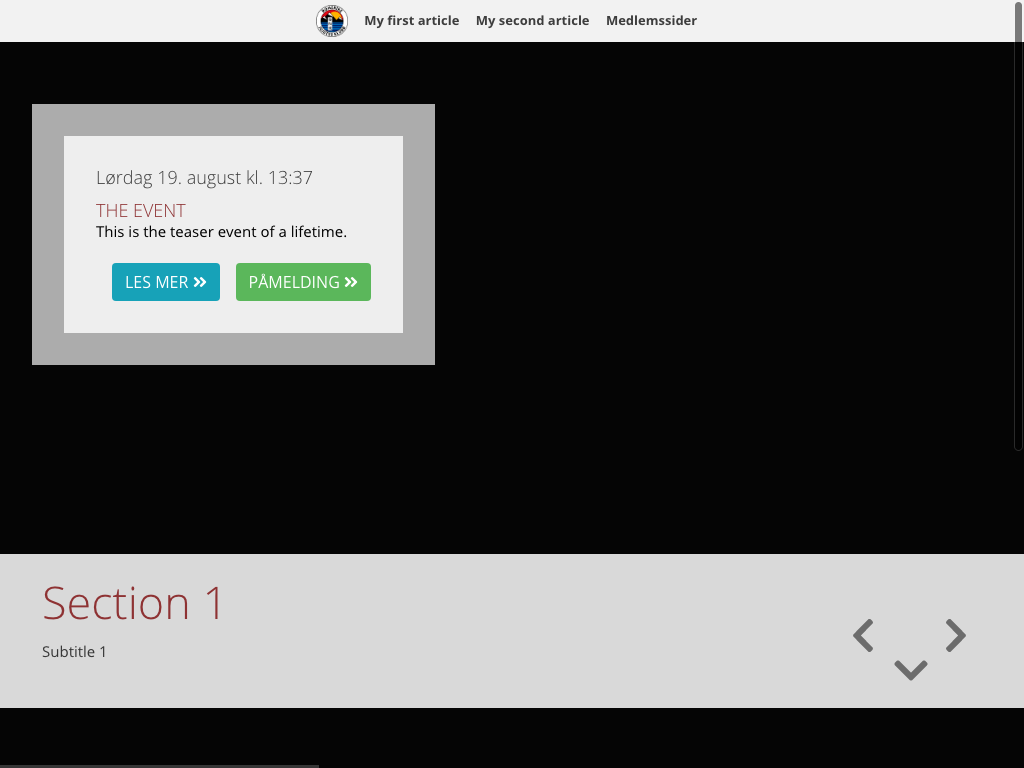 My first article My second article Medlemssider
Lørdag 19. august kl. 13:37
THE EVENT
This is the teaser event of a lifetime.
LES MER » PÅMELDING »
Section 1
Subtitle 1